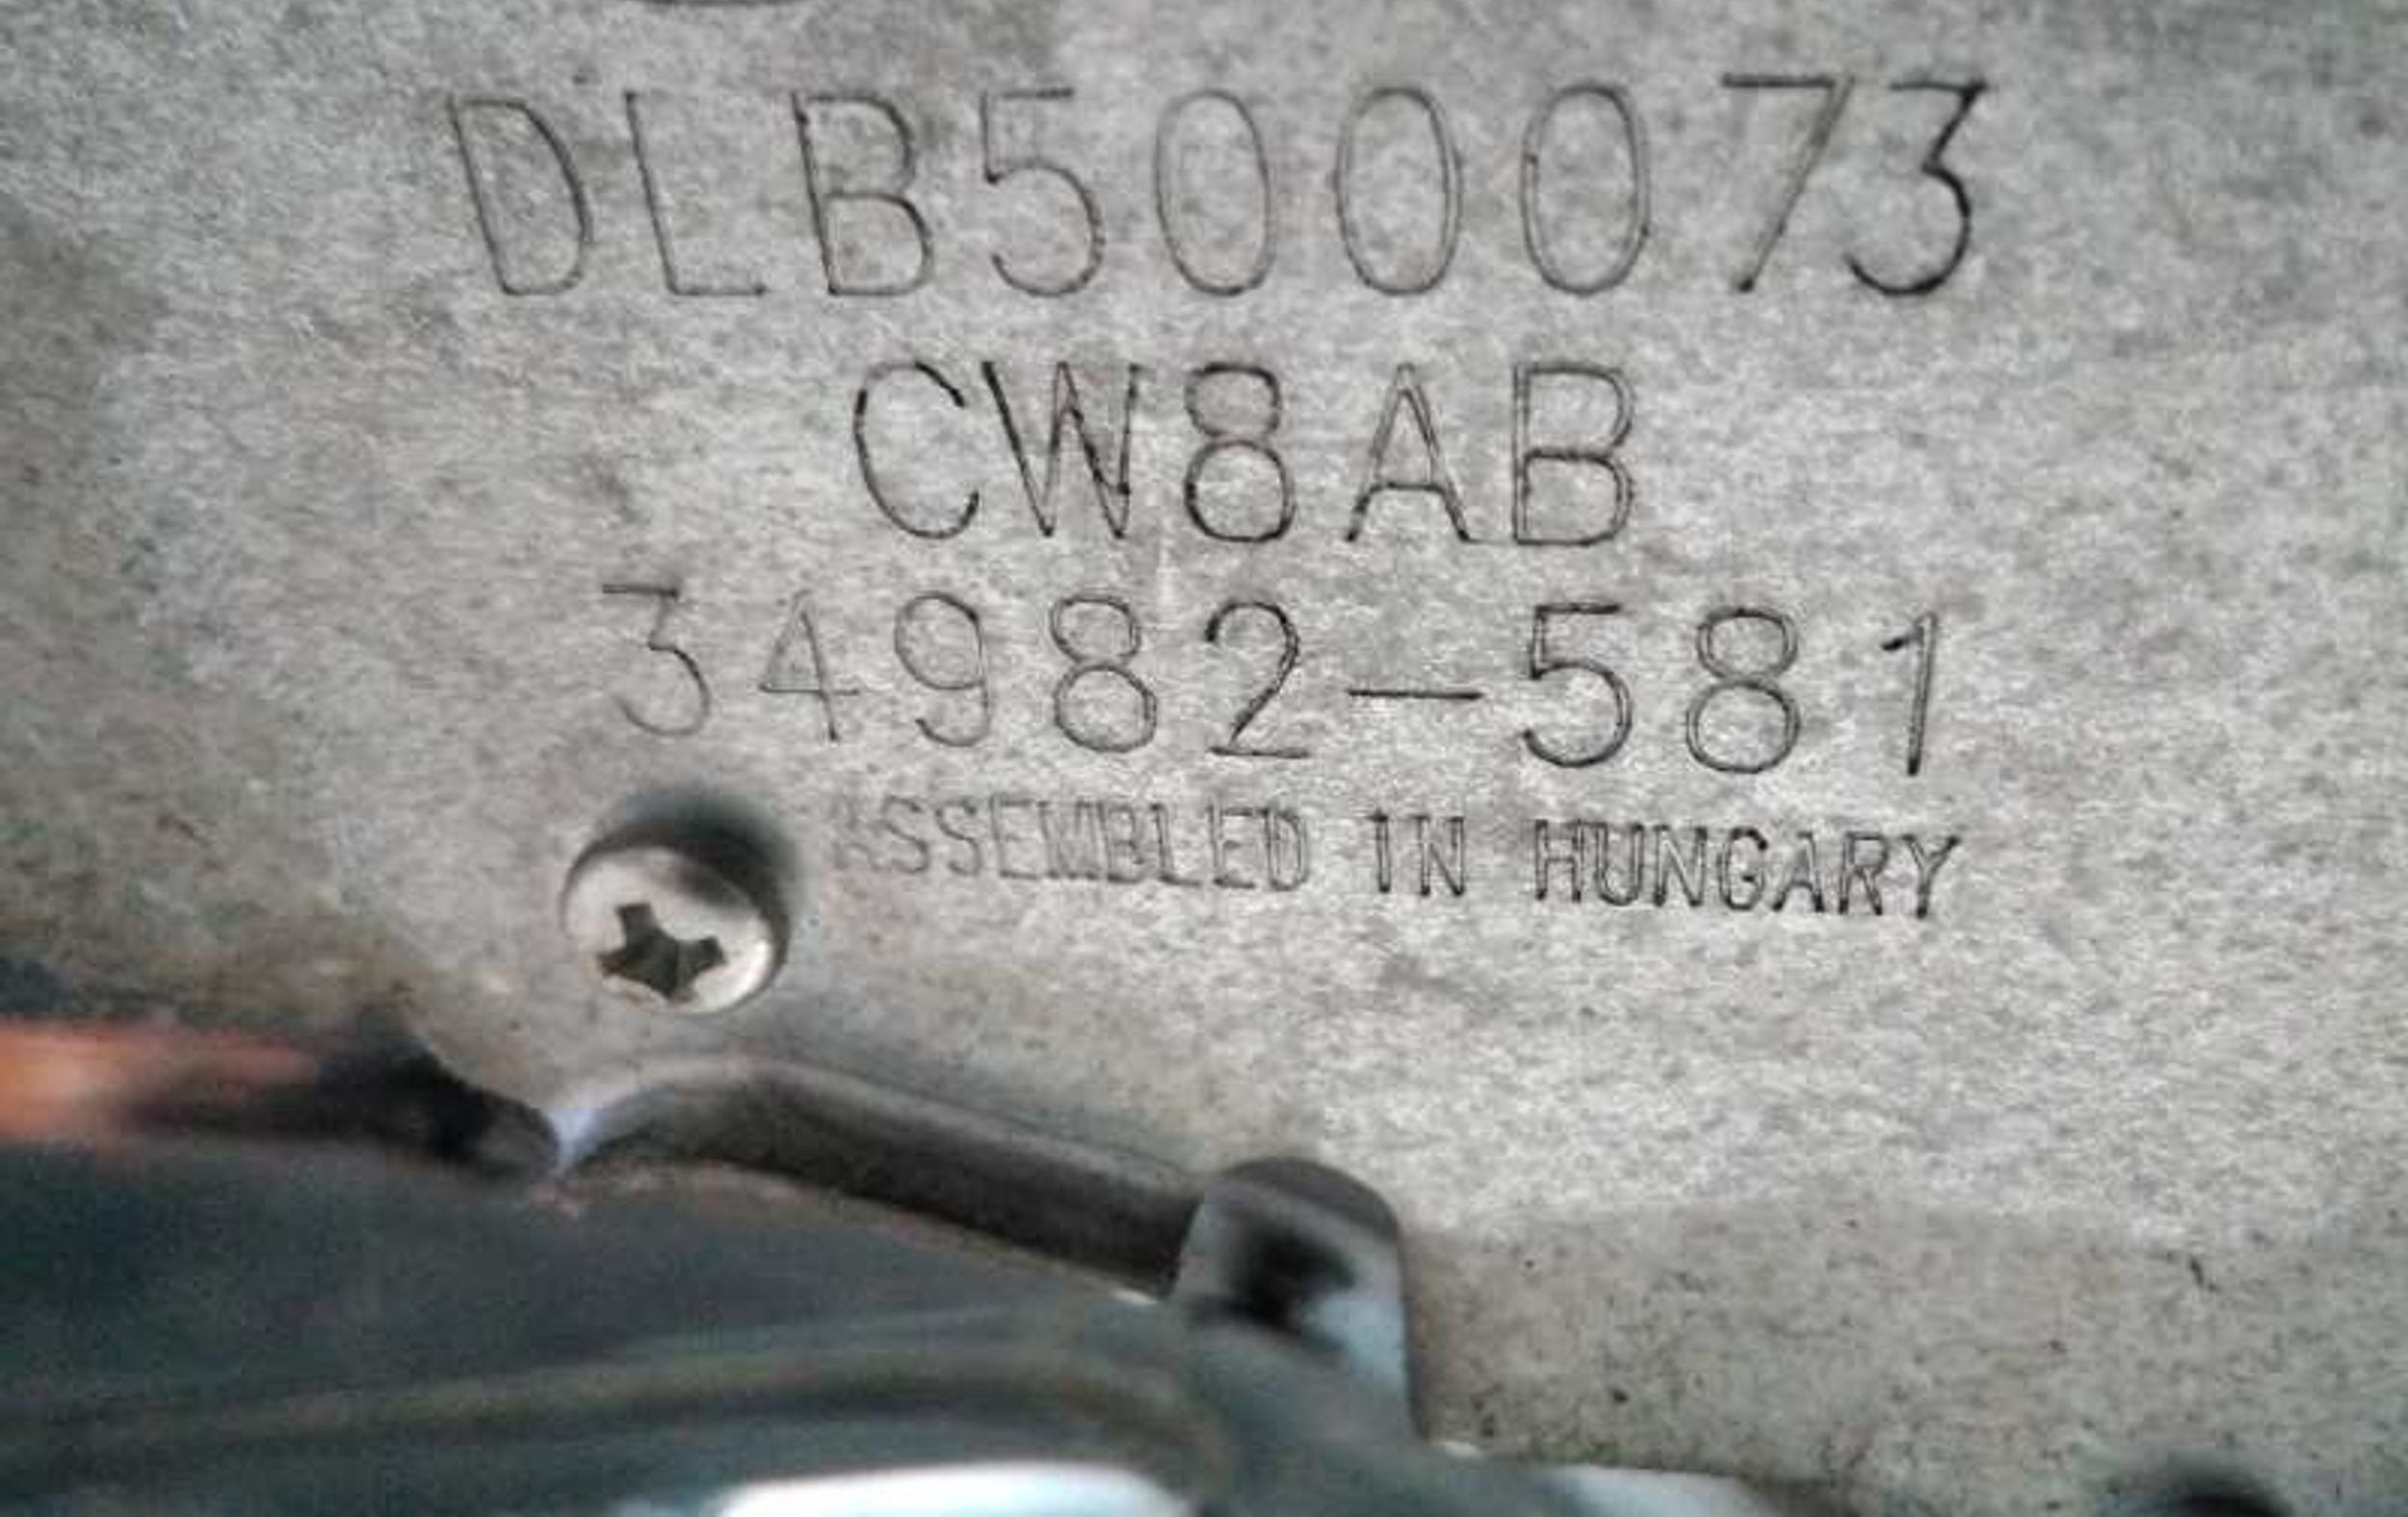 DLB500073
CW8AB
34982-581
ASSEMBLED IN HUNGARY